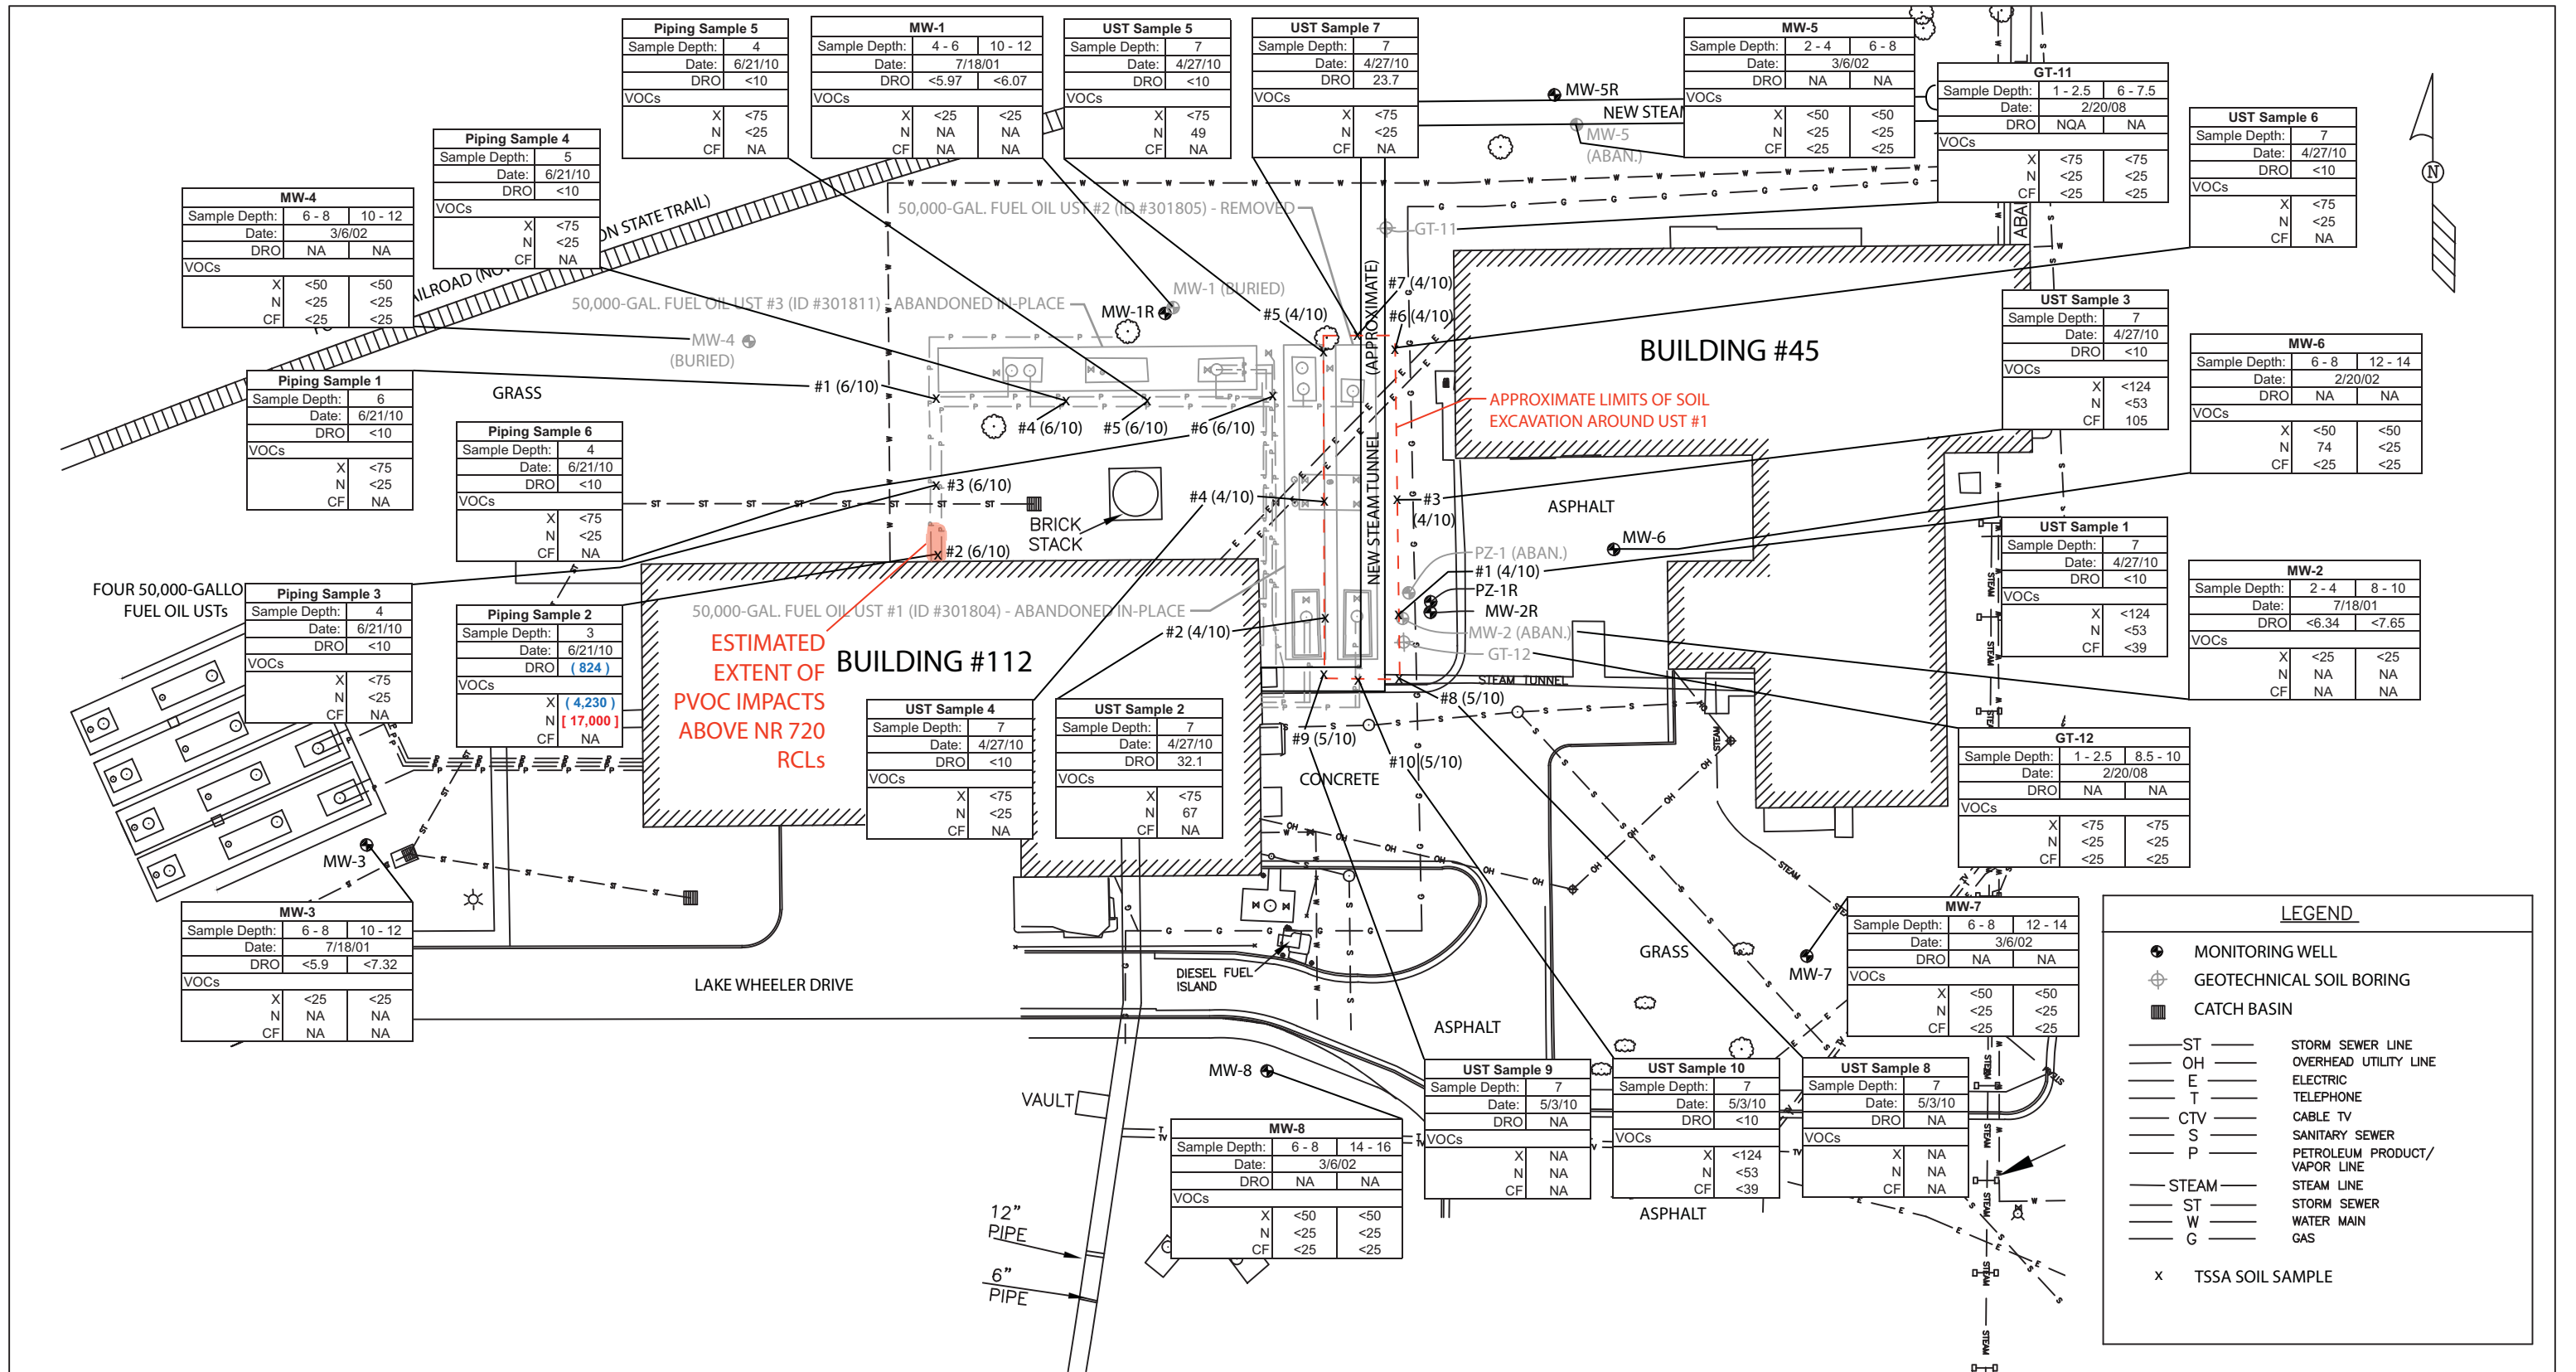 Piping Sample 5
Sample Depth: 4
Date: 6/21/10
DRO <10
VOCs
X <75
N <25
CF NA
MW-1
Sample Depth: 4 - 6 10 - 12
Date: 7/18/01
DRO <5.97 <6.07
VOCs
X <25 <25
N NA NA
CF NA NA
UST Sample 5
Sample Depth: 7
Date: 4/27/10
DRO <10
VOCs
X <75
N 49
CF NA
UST Sample 7
Sample Depth: 7
Date: 4/27/10
DRO 23.7
VOCs
X <75
N <25
CF NA
MW-5
Sample Depth: 2 - 4 6 - 8
Date: 3/6/02
DRO NA NA
VOCs
X <50 <50
N <25 <25
CF <25 <25
GT-11
Sample Depth: 1 - 2.5 6 - 7.5
Date: 2/20/08
DRO NQA NA
VOCs
X <75 <75
N <25 <25
CF <25 <25
UST Sample 6
Sample Depth: 7
Date: 4/27/10
DRO <10
VOCs
X <75
N <25
CF NA
N
Piping Sample 4
Sample Depth: 5
Date: 6/21/10
DRO <10
VOCs
X <75
N <25
CF NA
MW-4
Sample Depth: 6 - 8 10 - 12
Date: 3/6/02
DRO NA NA
VOCs
X <50 <50
N <25 <25
CF <25 <25
MW-5R
NEW STEAM
MW-5
(ABAN.)
ON STATE TRAIL)
AILROAD (NO
50,000-GAL. FUEL OIL UST #2 (ID #301805) - REMOVED
GT-11
ABAN
MW-1 (BURIED)
50,000-GAL. FUEL OIL UST #3 (ID #301811) - ABANDONED IN-PLACE
MW-1R
#5 (4/10)
#7 (4/10)
#6 (4/10)
MW-4
(BURIED)
BUILDING #45
UST Sample 3
Sample Depth: 7
Date: 4/27/10
DRO <10
VOCs
X <124
N <53
CF 105
MW-6
Sample Depth: 6 - 8 12 - 14
Date: 2/20/02
DRO NA NA
VOCs
X <50 <50
N 74 <25
CF <25 <25
Piping Sample 1
Sample Depth: 6
Date: 6/21/10
DRO <10
VOCs
X <75
N <25
CF NA
GRASS
#1 (6/10)
#4 (6/10)
#5 (6/10)
#6 (6/10)
APPROXIMATE LIMITS OF SOIL
EXCAVATION AROUND UST #1
NEW STEAM TUNNEL (APPROXIMATE)
Piping Sample 6
Sample Depth: 4
Date: 6/21/10
DRO <10
VOCs
X <75
N <25
CF NA
#3 (6/10)
#2 (6/10)
BRICK
STACK
#4 (4/10)
#3
(4/10)
ASPHALT
MW-6
PZ-1 (ABAN.)
#1 (4/10)
PZ-1R
MW-2R
MW-2 (ABAN.)
GT-12
UST Sample 1
Sample Depth: 7
Date: 4/27/10
DRO <10
VOCs
X <124
N <53
CF <39
MW-2
Sample Depth: 2 - 4 8 - 10
Date: 7/18/01
DRO <6.34 <7.65
VOCs
X <25 <25
N NA NA
CF NA NA
FOUR 50,000-GALLO
FUEL OIL USTs
Piping Sample 3
Sample Depth: 4
Date: 6/21/10
DRO <10
VOCs
X <75
N <25
CF NA
Piping Sample 2
Sample Depth: 3
Date: 6/21/10
DRO ( 824 )
VOCs
X ( 4,230 )
N [ 17,000 ]
CF NA
50,000-GAL. FUEL OIL UST #1 (ID #301804) - ABANDONED IN-PLACE
ESTIMATED
EXTENT OF
PVOC IMPACTS
ABOVE NR 720
RCLs
BUILDING #112
#2 (4/10)
STEAM TUNNEL
#8 (5/10)
#9 (5/10)
#10 (5/10)
CONCRETE
UST Sample 4
Sample Depth: 7
Date: 4/27/10
DRO <10
VOCs
X <75
N <25
CF NA
UST Sample 2
Sample Depth: 7
Date: 4/27/10
DRO 32.1
VOCs
X <75
N 67
CF NA
GT-12
Sample Depth: 1 - 2.5 8.5 - 10
Date: 2/20/08
DRO NA NA
VOCs
X <75 <75
N <25 <25
CF <25 <25
MW-3
MW-3
Sample Depth: 6 - 8 10 - 12
Date: 7/18/01
DRO <5.9 <7.32
VOCs
X <25 <25
N NA NA
CF NA NA
LAKE WHEELER DRIVE
DIESEL FUEL
ISLAND
GRASS
ASPHALT
MW-7
MW-7
Sample Depth: 6 - 8 12 - 14
Date: 3/6/02
DRO NA NA
VOCs
X <50 <50
N <25 <25
CF <25 <25
MW-8
VAULT
MW-8
Sample Depth: 6 - 8 14 - 16
Date: 3/6/02
DRO NA NA
VOCs
X <50 <50
N <25 <25
CF <25 <25
UST Sample 9
Sample Depth: 7
Date: 5/3/10
DRO NA
VOCs
X NA
N NA
CF NA
UST Sample 10
Sample Depth: 7
Date: 5/3/10
DRO <10
VOCs
X <124
N <53
CF <39
UST Sample 8
Sample Depth: 7
Date: 5/3/10
DRO NA
VOCs
X NA
N NA
CF NA
ASPHALT
12”
PIPE
6”
PIPE
LEGEND
MONITORING WELL
GEOTECHNICAL SOIL BORING
CATCH BASIN
ST STORM SEWER LINE
OH OVERHEAD UTILITY LINE
E ELECTRIC
T TELEPHONE
CTV CABLE TV
S SANITARY SEWER
P PETROLEUM PRODUCT/
VAPOR LINE
STEAM STEAM LINE
ST STORM SEWER
W WATER MAIN
G GAS
x TSSA SOIL SAMPLE